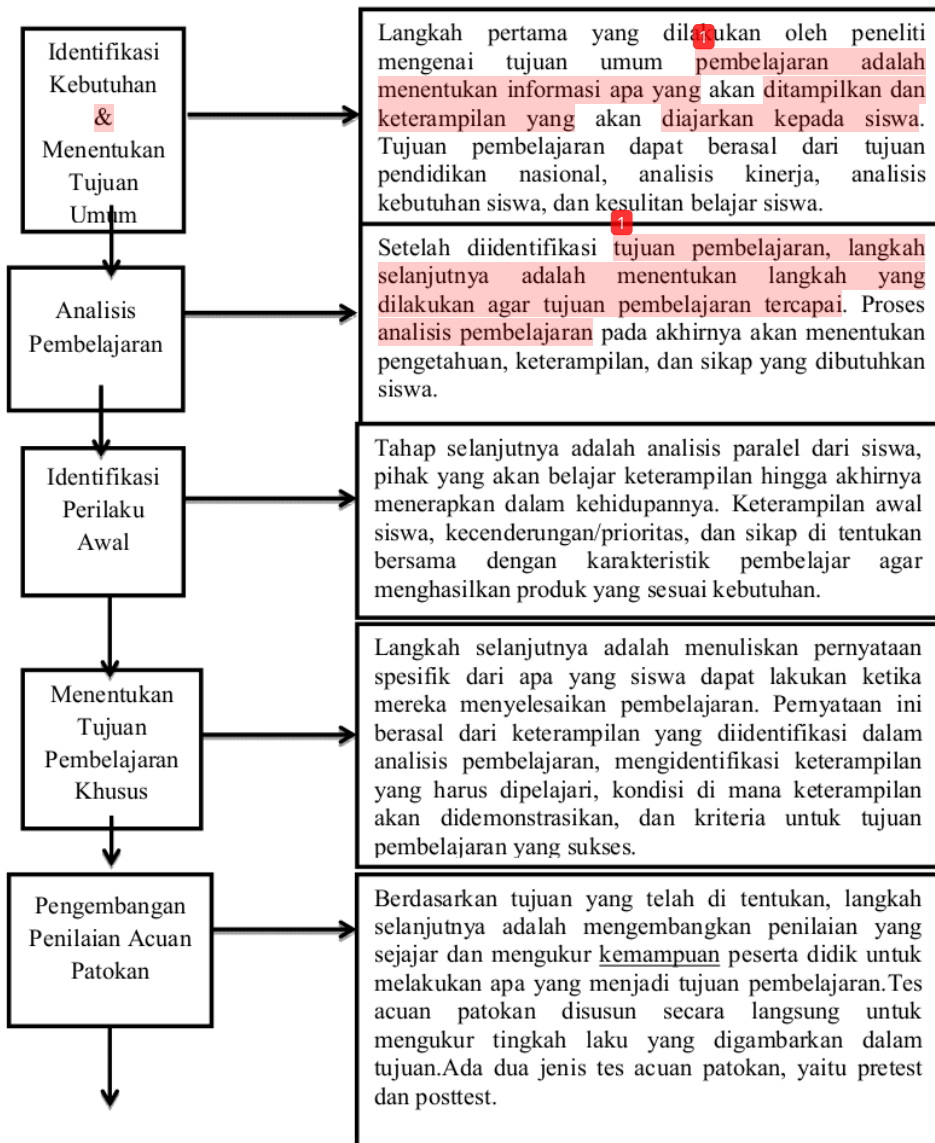 Identifikasi
Kebutuhan
&
Menentukan
Tujuan
Umum
Langkah pertama yang dilakukan oleh peneliti
mengenai tujuan umum pembelajaran adalah
menentukan informasi apa yang akan ditampilkan dan
keterampilan yang akan diajarkan kepada siswa.
Tujuan pembelajaran dapat berasal dari tujuan
pendidikan nasional, analisis kinerja, analisis
kebutuhan siswa, dan kesulitan belajar siswa.
1
Analisis
Pembelajaran
Setelah diidentifikasi tujuan pembelajaran, langkah
selanjutnya adalah menentukan langkah yang
dilakukan agar tujuan pembelajaran tercapai. Proses
analisis pembelajaran pada akhirnya akan menentukan
pengetahuan, keterampilan, dan sikap yang dibutuhkan
siswa.
1
Identifikasi
Perilaku
Awal
Tahap selanjutnya adalah analisis paralel dari siswa,
pihak yang akan belajar keterampilan hingga akhirnya
menerapkan dalam kehidupannya. Keterampilan awal
siswa, kecenderungan/prioritas, dan sikap di tentukan
bersama dengan karakteristik pembelajar agar
menghasilkan produk yang sesuai kebutuhan.
Menentukan
Tujuan
Pembelajaran
Khusus
Langkah selanjutnya adalah menuliskan pernyataan
spesifik dari apa yang siswa dapat lakukan ketika
mereka menyelesaikan pembelajaran. Pernyataan ini
berasal dari keterampilan yang diidentifikasi dalam
analisis pembelajaran, mengidentifikasi keterampilan
yang harus dipelajari, kondisi di mana keterampilan
akan didemonstrasikan, dan kriteria untuk tujuan
pembelajaran yang sukses.
Pengembangan
Penilaian Acuan
Patokan
Berdasarkan tujuan yang telah di tentukan, langkah
selanjutnya adalah mengembangkan penilaian yang
sejajar dan mengukur kemampuan peserta didik untuk
melakukan apa yang menjadi tujuan pembelajaran.Tes
acuan patokan disusun secara langsung untuk
mengukur tingkah laku yang digambarkan dalam
tujuan.Ada dua jenis tes acuan patokan, yaitu pretest
dan posttest.